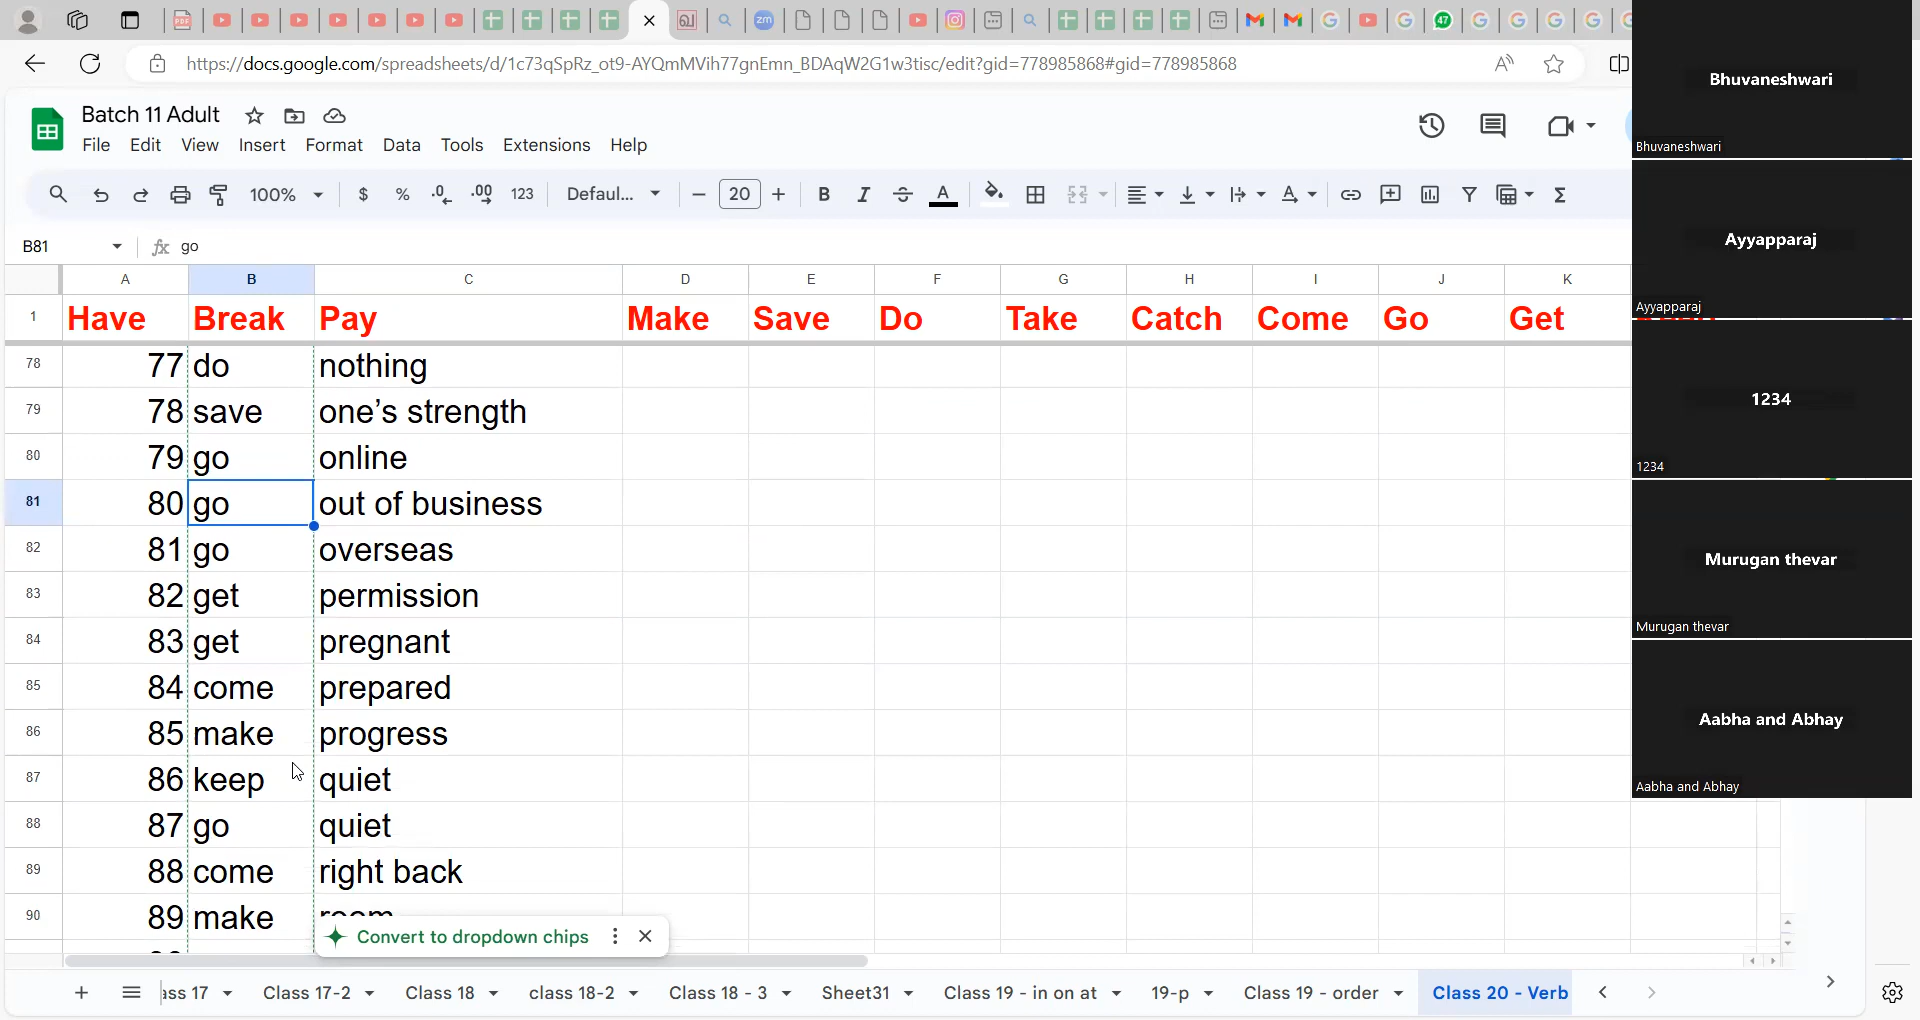 https://docs.google.com/spreadsheets/d/1c73qSpRz_ot9-AYQmMVih77gnEmn_BDAqW2G1w3tisc/edit?gid=778985868#gid=778985868
Batch 11 Adult
File Edit View Insert Format Data Tools Extensions Help
100% $ % .0 .00 123 Defaul... 20 B I
B81 go
A B C D E F G H I J K
1 Have Break Pay Make Save Do Take Catch Come Go Get
78 77 do nothing
79 78 save one’s strength
80 79 go online
81 80 go out of business
82 81 go overseas
83 82 get permission
84 83 get pregnant
85 84 come prepared
86 85 make progress
87 86 keep quiet
88 87 go quiet
89 88 come right back
90 89 make
Convert to dropdown chips
ass 17 Class 17-2 Class 18 class 18-2 Class 18 - 3 Sheet31 Class 19 - in on at 19-p Class 19 - order Class 20 - Verb
Bhuvaneshwari
Bhuvaneshwari
Ayyapparaj
Ayyapparaj
1234
1234
Murugan thevar
Murugan thevar
Aabha and Abhay
Aabha and Abhay